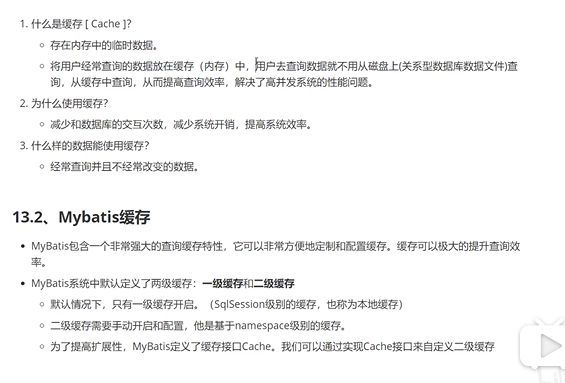 1. 什么是缓存 [ Cache ]?
存在内存中的临时数据。
将用户经常查询的数据放在缓存（内存）中，用户去查询数据就不用从磁盘上(关系型数据库数据文件)查
询，从缓存中查询，从而提高查询效率，解决了高并发系统的性能问题。
2. 为什么使用缓存?
减少和数据库的交互次数，减少系统开销，提高系统效率。
3. 什么样的数据能使用缓存?
经常查询并且不经常改变的数据。
13.2、Mybatis缓存
MyBatis包含一个非常强大的查询缓存特性，它可以非常方便地定制和配置缓存。缓存可以极大的提升查询效
率。
MyBatis系统中默认定义了两级缓存：一级缓存和二级缓存
默认情况下，只有一级缓存开启。（SqlSession级别的缓存，也称为本地缓存）
二级缓存需要手动开启和配置，他是基于namespace级别的缓存。
为了提高扩展性，MyBatis定义了缓存接口Cache。我们可以通过实现Cache接口来自定义二级缓存